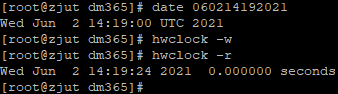 [root@zjut dm365]# date 060214192021
Wed Jun  2 14:19:00 UTC 2021
[root@zjut dm365]# hwclock -w
[root@zjut dm365]# hwclock -r
Wed Jun  2 14:19:24 2021  0.000000 seconds
[root@zjut dm365]#